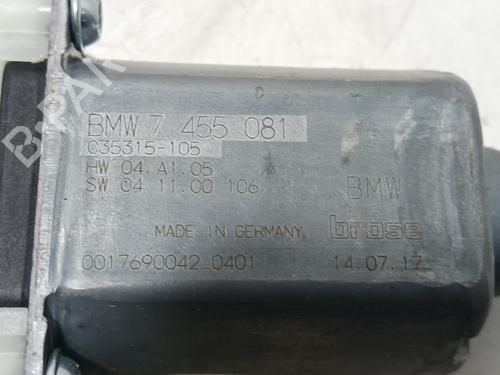 BMW 7 455 081
C35315-105
HW 04.A1.05
SW 04.11.00 106
BMW
MADE IN GERMANY
brose
0017690042_0401
14.07.17
B-PARTS